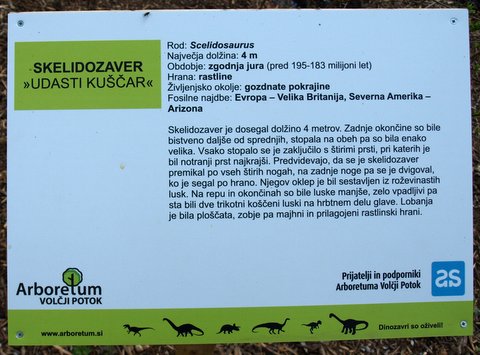 SKELIDOZAVER
»UDASTI KUŠČAR«
Rod: Scelidosaurus
Največja dolžina: 4 m
Obdobje: zgodnja jura (pred 195-183 milijoni let)
Hrana: rastline
Življenjsko okolje: gozdnate pokrajine
Fosilne najdbe: Evropa – Velika Britanija, Severna Amerika –
Arizona
Skelidozaver je dosegal dolžino 4 metrov. Zadnje okončine so bile
bistveno daljše od sprednjih, stopala na obeh pa so bila enako
velika. Vsako stopalo se je zaključilo s štirimi prsti, pri katerih je
bil notranji prst najkrajši. Predvidevajo, da se je skelidozaver
premikal po vseh štirih nogah, na zadnje noge pa se je dvigoval,
ko je segal po hrano. Njegov oklep je bil sestavljen iz roževinastih
lusk. Na repu in okončinah so bile luske manjše, zelo vpadljivi pa
sta bili dve trikotni koščeni luski na hrbtnem delu glave. Lobanja
je bila ploščata, zobje pa majhni in prilagojeni rastlinski hrani.
Arboretum
VOLČJI POTOK
Prijatelji in podporniki
Arboretuma Volčji Potok
as
www.arboretum.si
Dinozavri so oživeli!